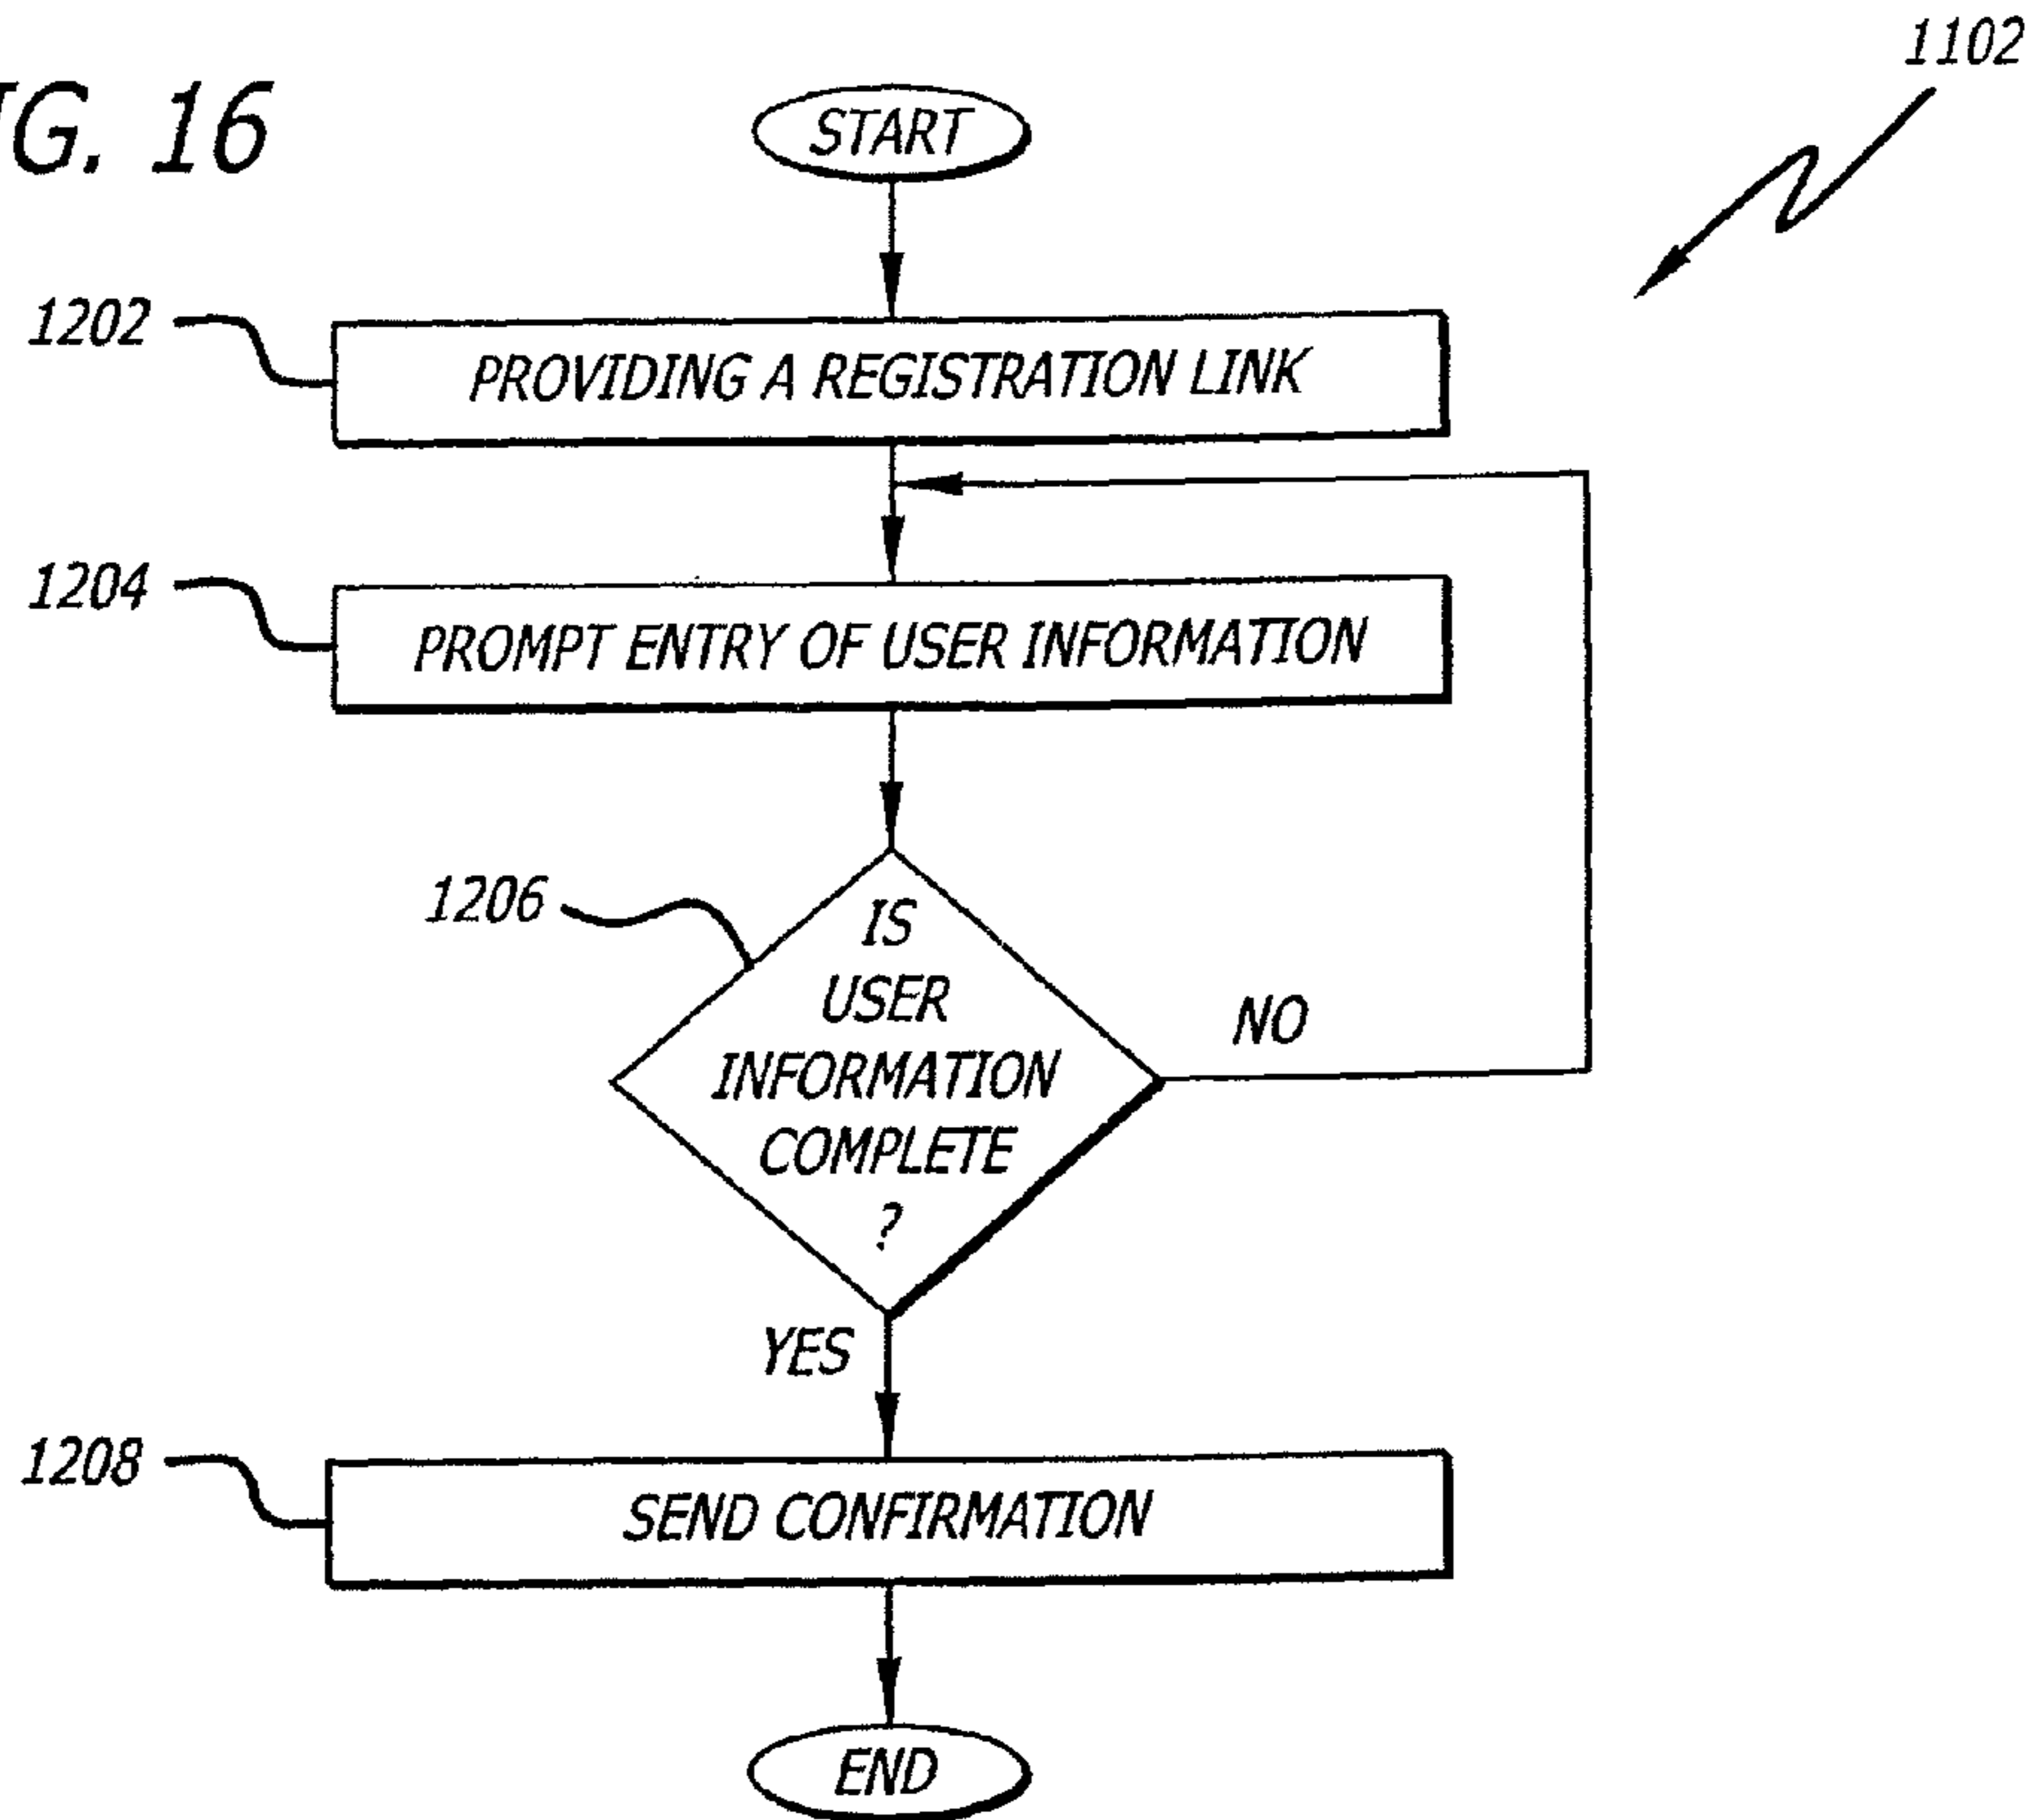 IG. 16
1102
START
1202
PROVIDING A REGISTRATION LINK
1204
PROMPT ENTRY OF USER INFORMATION
1206
IS
USER
INFORMATION
COMPLETE
?
NO
YES
1208
SEND CONFIRMATION
END